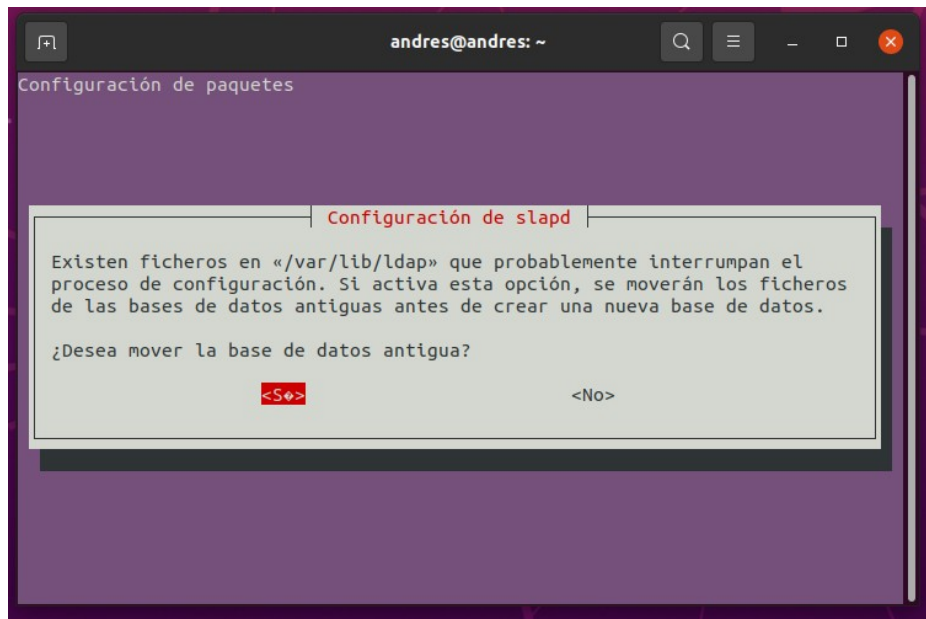 andres@andres: ~
Configuración de paquetes
Configuración de slapd
Existen ficheros en «/var/lib/ldap» que probablemente interrumpan el
proceso de configuración. Si activa esta opción, se moverán los ficheros
de las bases de datos antiguas antes de crear una nueva base de datos.
¿Desea mover la base de datos antigua?
<S�> <No>